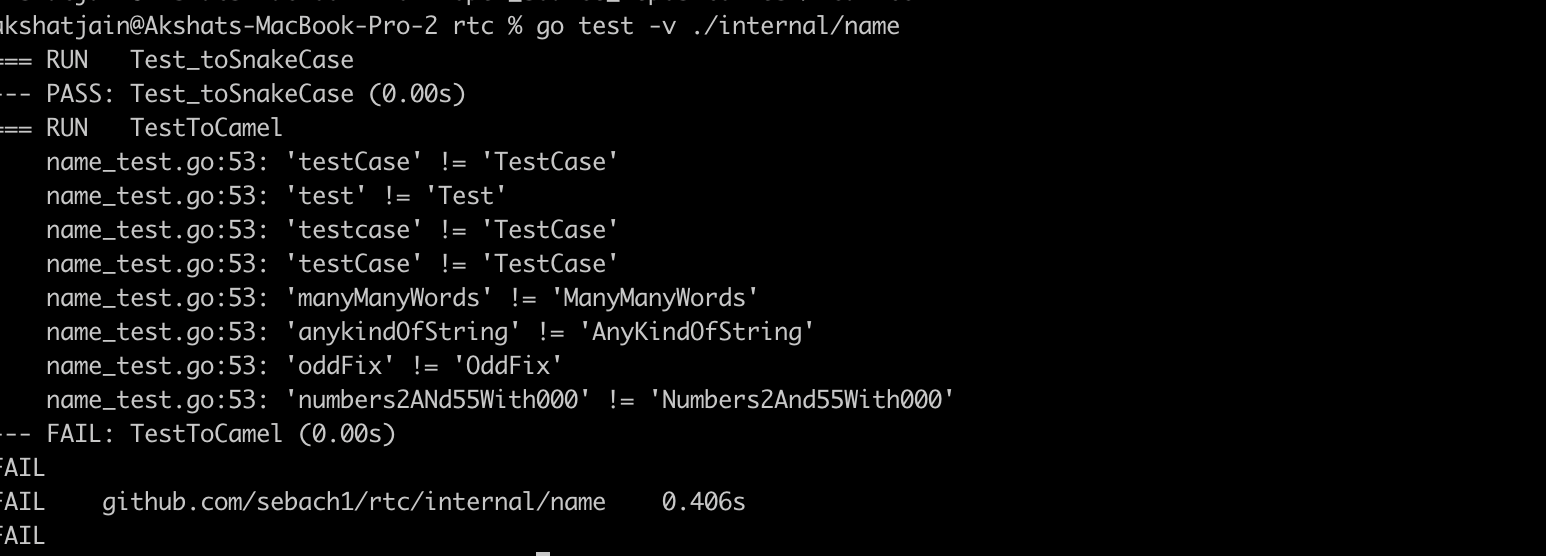 akshatjain@Akshats-MacBook-Pro-2 rtc % go test -v ./internal/name
=== RUN   Test_toSnakeCase
--- PASS: Test_toSnakeCase (0.00s)
=== RUN   TestToCamel
    name_test.go:53: 'testCase' != 'TestCase'
    name_test.go:53: 'test' != 'Test'
    name_test.go:53: 'testcase' != 'TestCase'
    name_test.go:53: 'testCase' != 'TestCase'
    name_test.go:53: 'manyManyWords' != 'ManyManyWords'
    name_test.go:53: 'anykindOfString' != 'AnyKindOfString'
    name_test.go:53: 'oddFix' != 'OddFix'
    name_test.go:53: 'numbers2ANd55With000' != 'Numbers2And55With000'
--- FAIL: TestToCamel (0.00s)
FAIL
FAIL    github.com/sebach1/rtc/internal/name    0.406s
FAIL